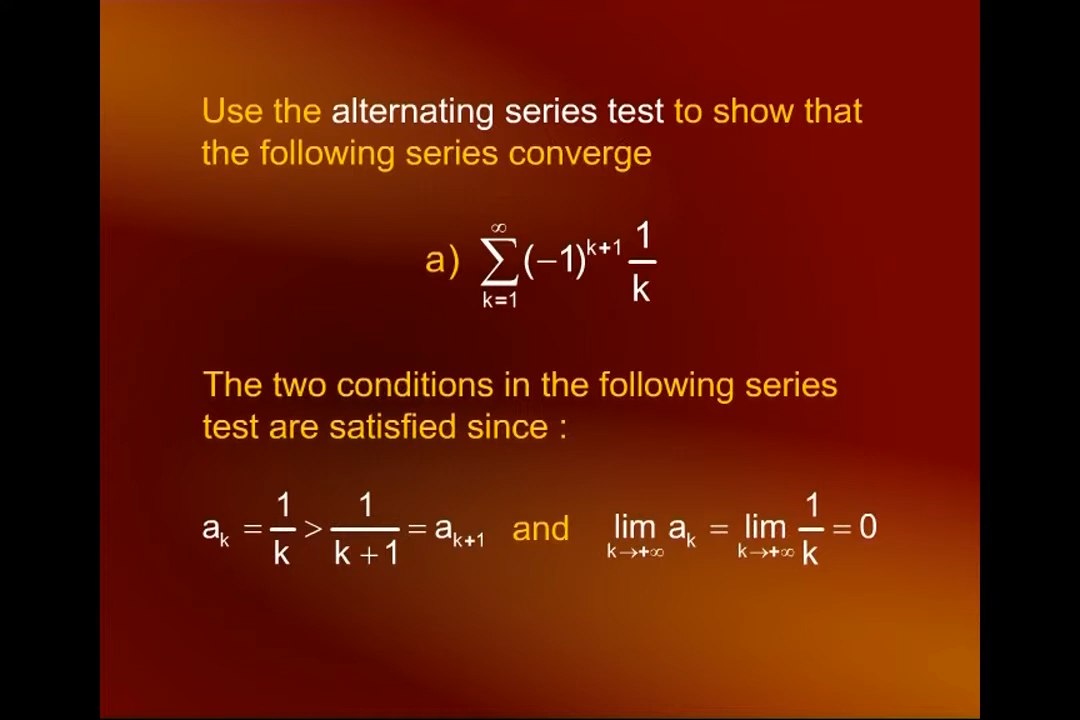 Use the alternating series test to show that
the following series converge
a) ∑_{k=1}^{∞} (−1)^{k+1} 1/k
The two conditions in the following series
test are satisfied since :
a_k = 1/k > 1/(k + 1) = a_{k+1} and lim_{k→+∞} a_k = lim_{k→+∞} 1/k = 0